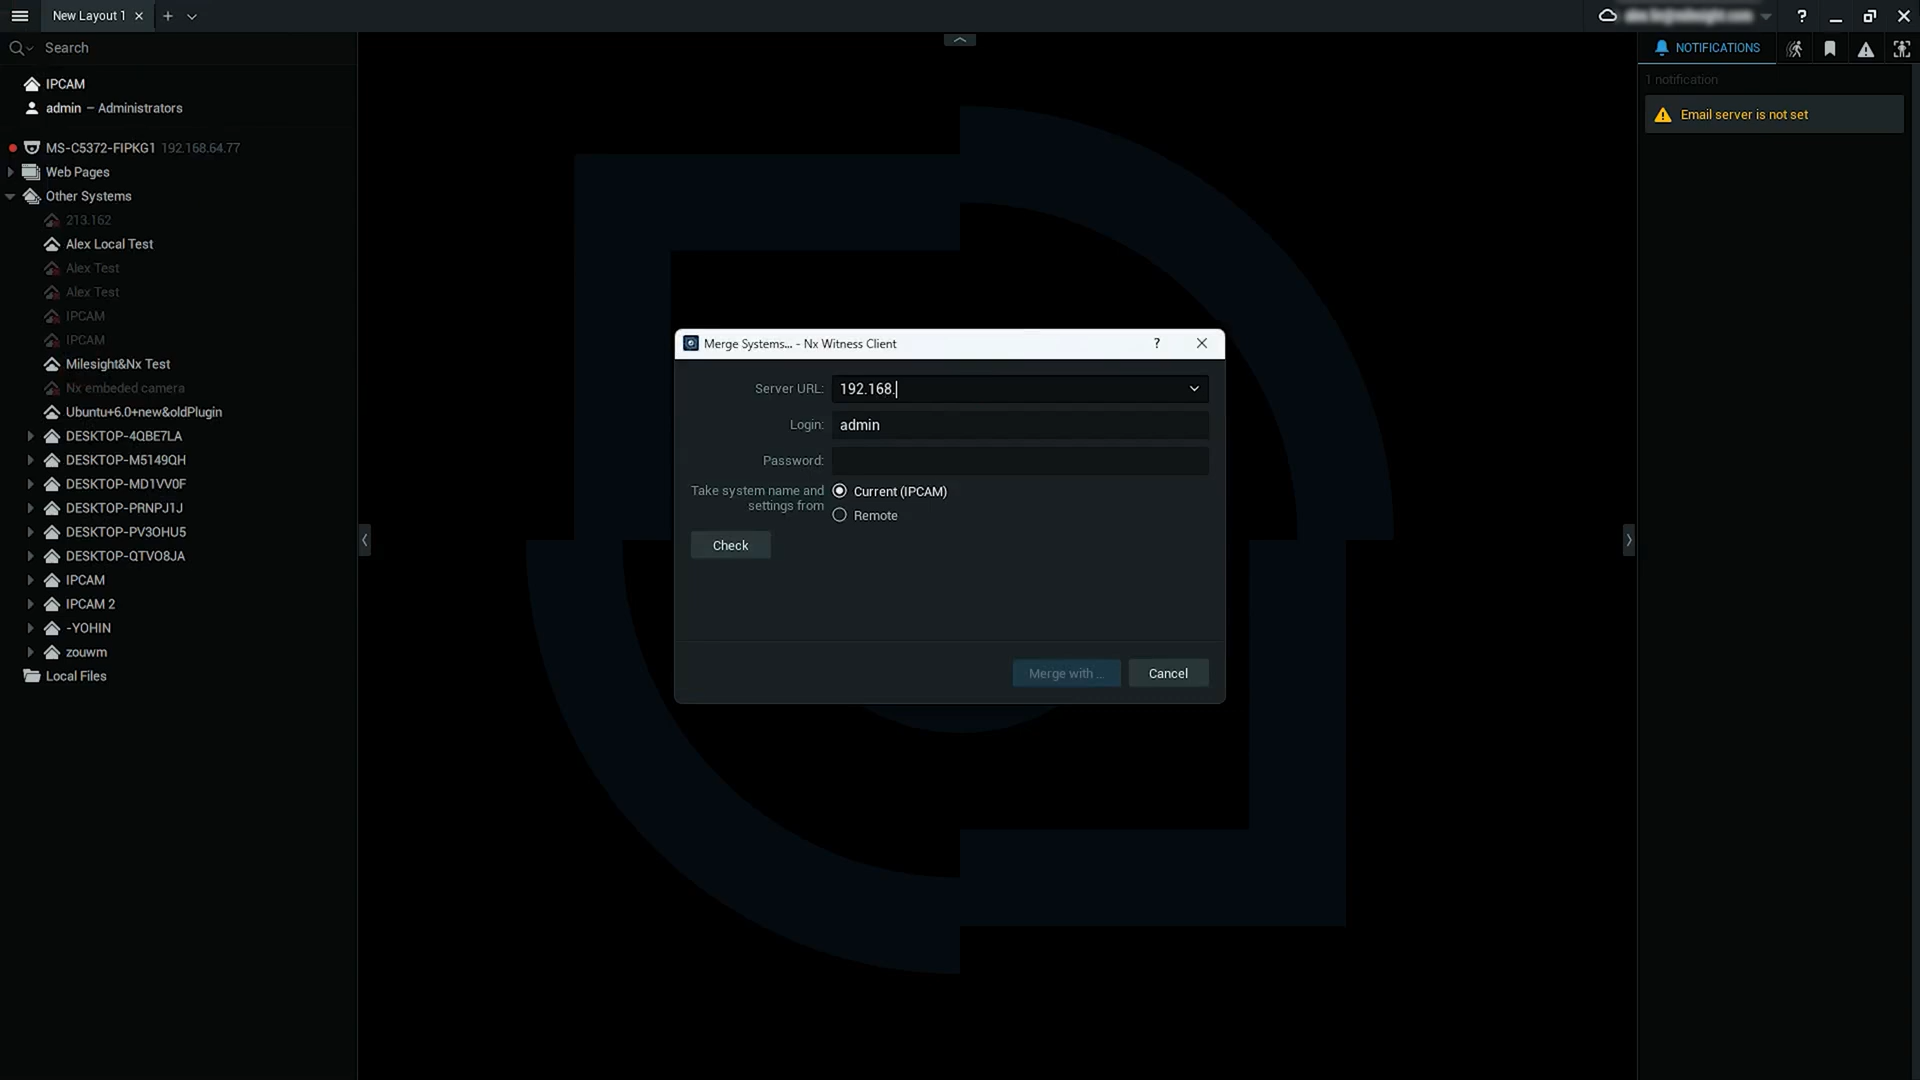 New Layout 1
Search
IPCAM
admin – Administrators
MS-C5372-FIPKG1 192.168.64.77
Web Pages
Other Systems
213.162
Alex Local Test
Alex Test
Alex Test
IPCAM
IPCAM
Milesight&Nx Test
Nx embeded camera
Ubuntu+6.0+new&oldPlugin
DESKTOP-4QBE7LA
DESKTOP-M5149QH
DESKTOP-MD1VV0F
DESKTOP-PRNPJ1J
DESKTOP-PV3OHU5
DESKTOP-QTVO8JA
IPCAM
IPCAM 2
-YOHIN
zouwm
Local Files
Merge Systems... - Nx Witness Client
?
Server URL: 192.168.
Login: admin
Password:
Take system name and settings from
Current (IPCAM)
Remote
Check
Merge with ...
Cancel
?
NOTIFICATIONS
1 notification
Email server is not set